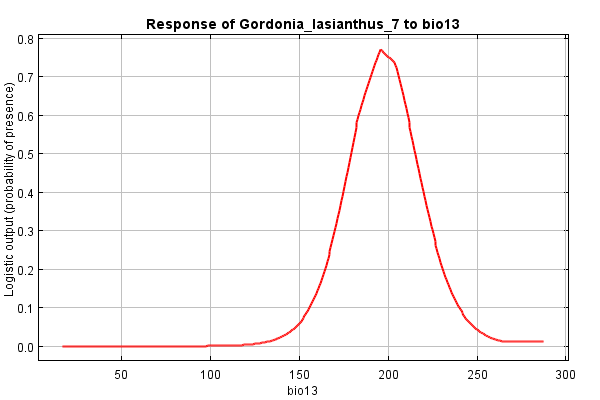 Response of Gordonia_lasianthus_7 to bio13
Logistic output (probability of presence)
0.8
0.7
0.6
0.5
0.4
0.3
0.2
0.1
0.0
50 100 150 200 250 300
bio13